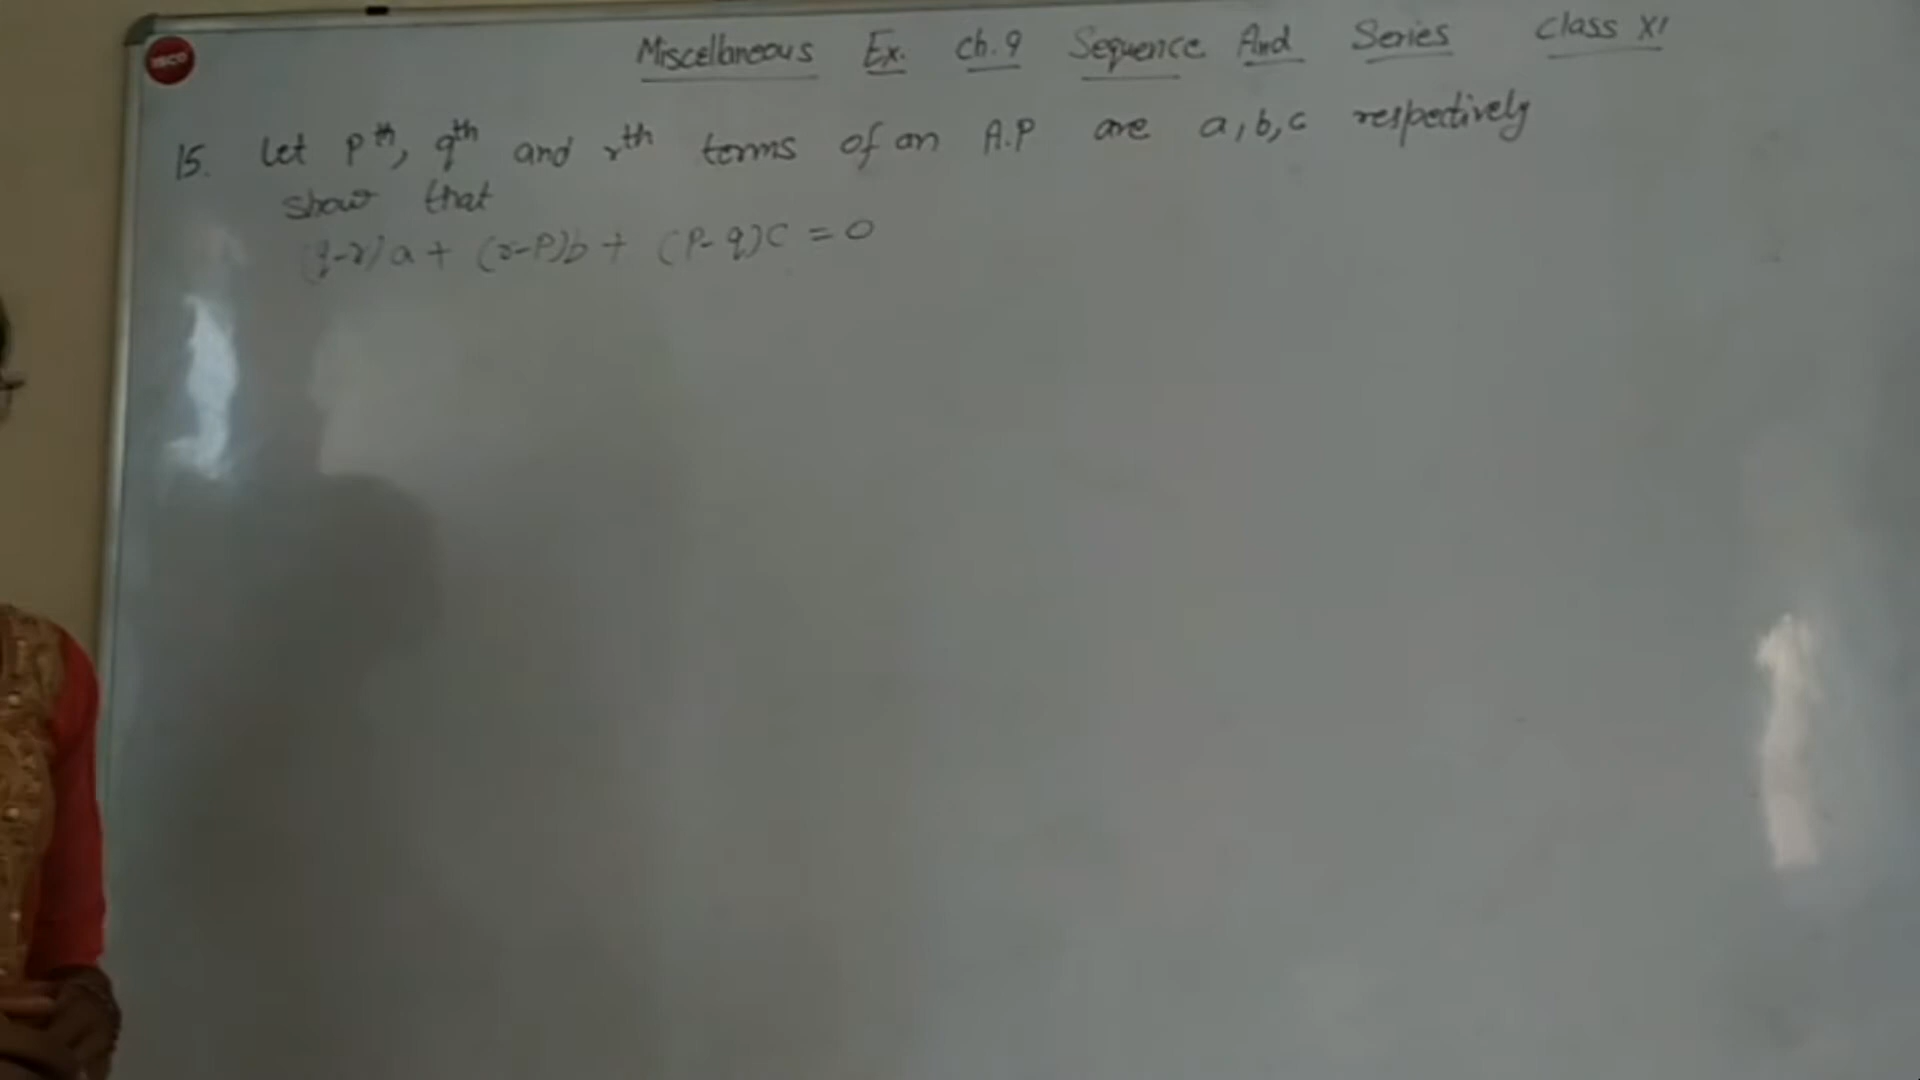 Miscellaneous Ex. Ch.9 Sequence And Series Class XI
15. Let pth, qth and rth terms of an A.P are a,b,c respectively
show that
(q-r)a + (r-P)b + (P-q)c = 0